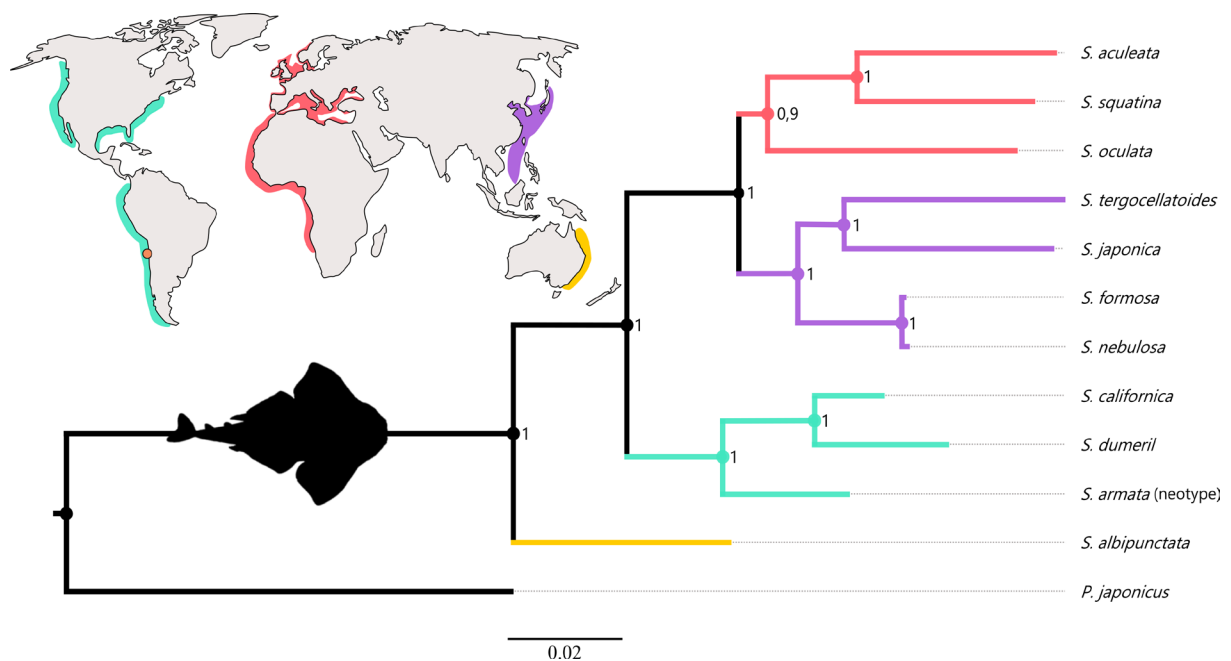 S. aculeata
1
S. squatina
0,9
S. oculata
1
S. tergocellatoides
1
S. japonica
1
S. formosa
1
1
S. nebulosa
S. californica
1
S. dumeril
1
1
S. armata (neotype)
S. albipunctata
P. japonicus
0.02